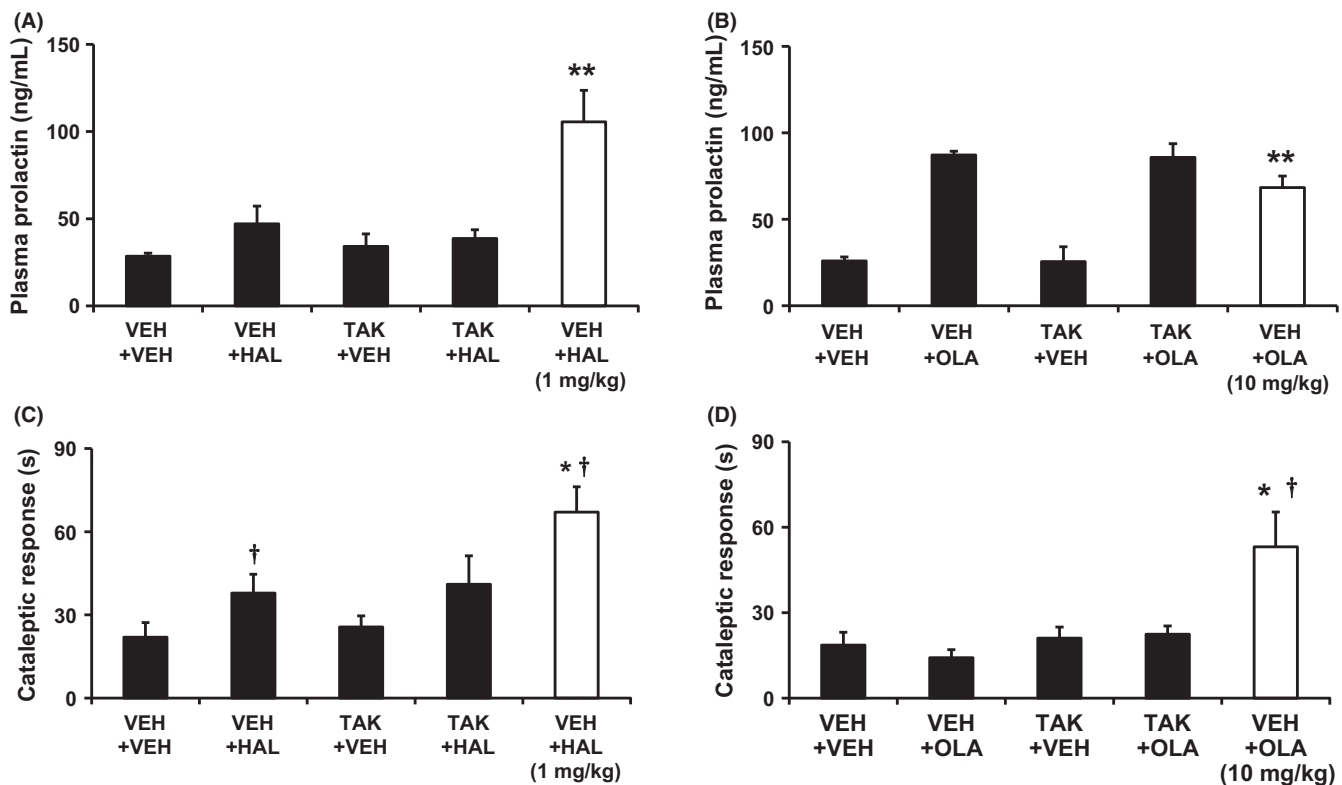 (A)
Plasma prolactin (ng/mL)
150
100
50
0
**
VEH VEH TAK TAK VEH
+VEH +HAL +VEH +HAL +HAL
(1 mg/kg)
(B)
Plasma prolactin (ng/mL)
150
100
50
0
**
VEH VEH TAK TAK VEH
+VEH +OLA +VEH +OLA +OLA
(10 mg/kg)
(C)
Cataleptic response (s)
90
60
30
0
†
* †
VEH VEH TAK TAK VEH
+VEH +HAL +VEH +HAL +HAL
(1 mg/kg)
(D)
Cataleptic response (s)
90
60
30
0
* †
VEH VEH TAK TAK VEH
+VEH +OLA +VEH +OLA +OLA
(10 mg/kg)